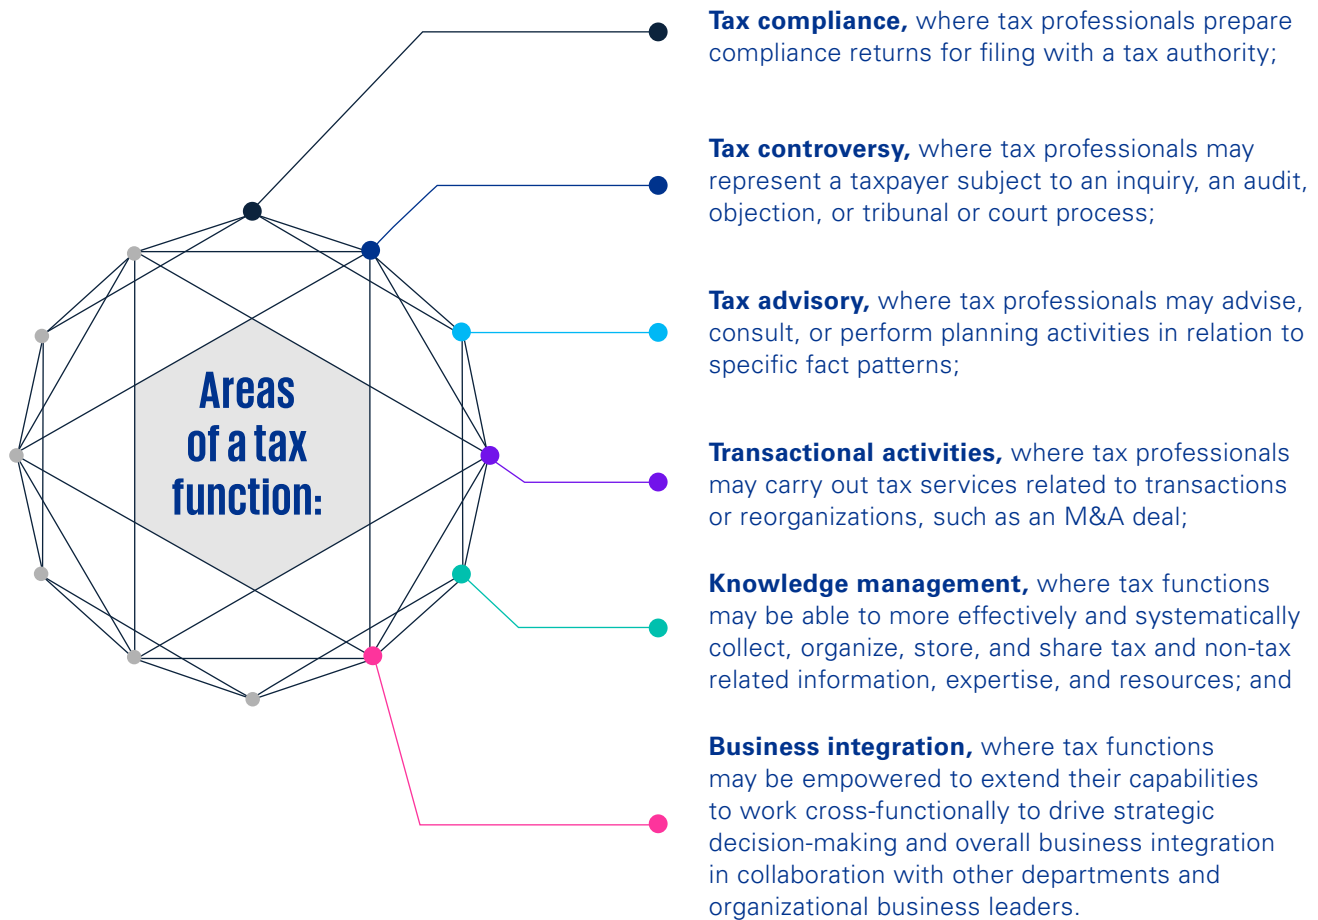 Tax compliance, where tax professionals prepare
compliance returns for filing with a tax authority;
Tax controversy, where tax professionals may
represent a taxpayer subject to an inquiry, an audit,
objection, or tribunal or court process;
Tax advisory, where tax professionals may advise,
consult, or perform planning activities in relation to
specific fact patterns;
Areas
of a tax
function:
Transactional activities, where tax professionals
may carry out tax services related to transactions
or reorganizations, such as an M&A deal;
Knowledge management, where tax functions
may be able to more effectively and systematically
collect, organize, store, and share tax and non-tax
related information, expertise, and resources; and
Business integration, where tax functions
may be empowered to extend their capabilities
to work cross-functionally to drive strategic
decision-making and overall business integration
in collaboration with other departments and
organizational business leaders.